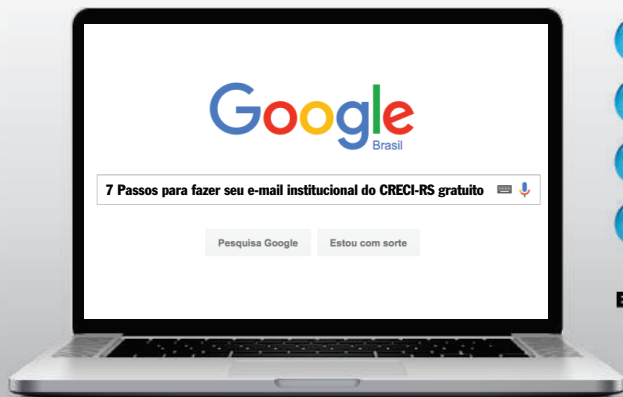 Google
Brasil
7 Passos para fazer seu e-mail institucional do CRECI-RS gratuito
Pesquisa Google
Estou com sorte